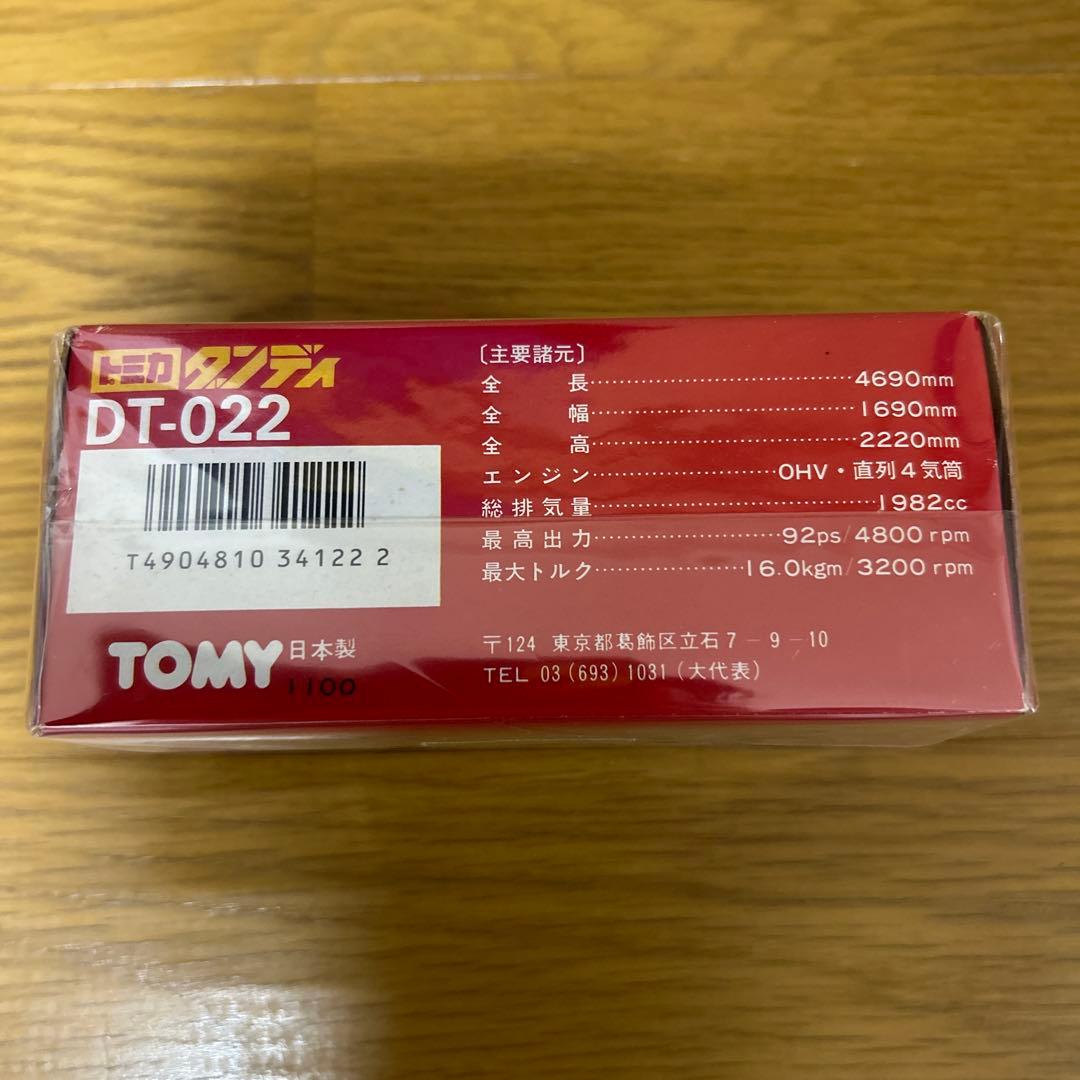 トミカ ダンディ
DT-022
T4904810 34122 2
TOMY 日本製
1100
〔主要諸元〕
全長……………………………4690mm
全幅……………………………1690mm
全高……………………………2220mm
エンジン……………………OHV・直列4気筒
総排気量………………………………1982cc
最高出力……………………92ps/4800rpm
最大トルク………………16.0kgm/3200rpm
〒124 東京都葛飾区立石7-9-10
TEL 03(693)1031(大代表)